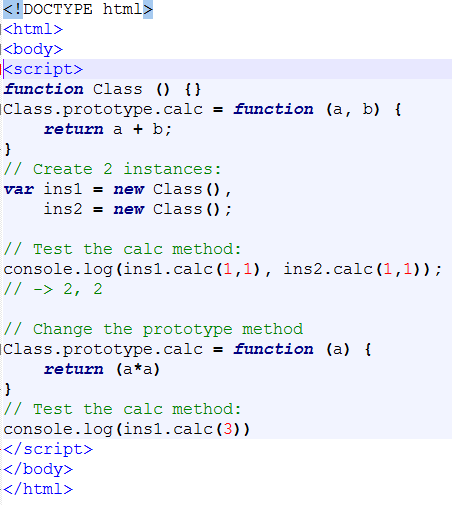 <!DOCTYPE html>
<html>
<body>
<script>
function Class () {}
Class.prototype.calc = function (a, b) {
    return a + b;
}
// Create 2 instances:
var ins1 = new Class(),
    ins2 = new Class();

// Test the calc method:
console.log(ins1.calc(1,1), ins2.calc(1,1));
// -> 2, 2

// Change the prototype method
Class.prototype.calc = function (a) {
    return (a*a)
}
// Test the calc method:
console.log(ins1.calc(3))
</script>
</body>
</html>